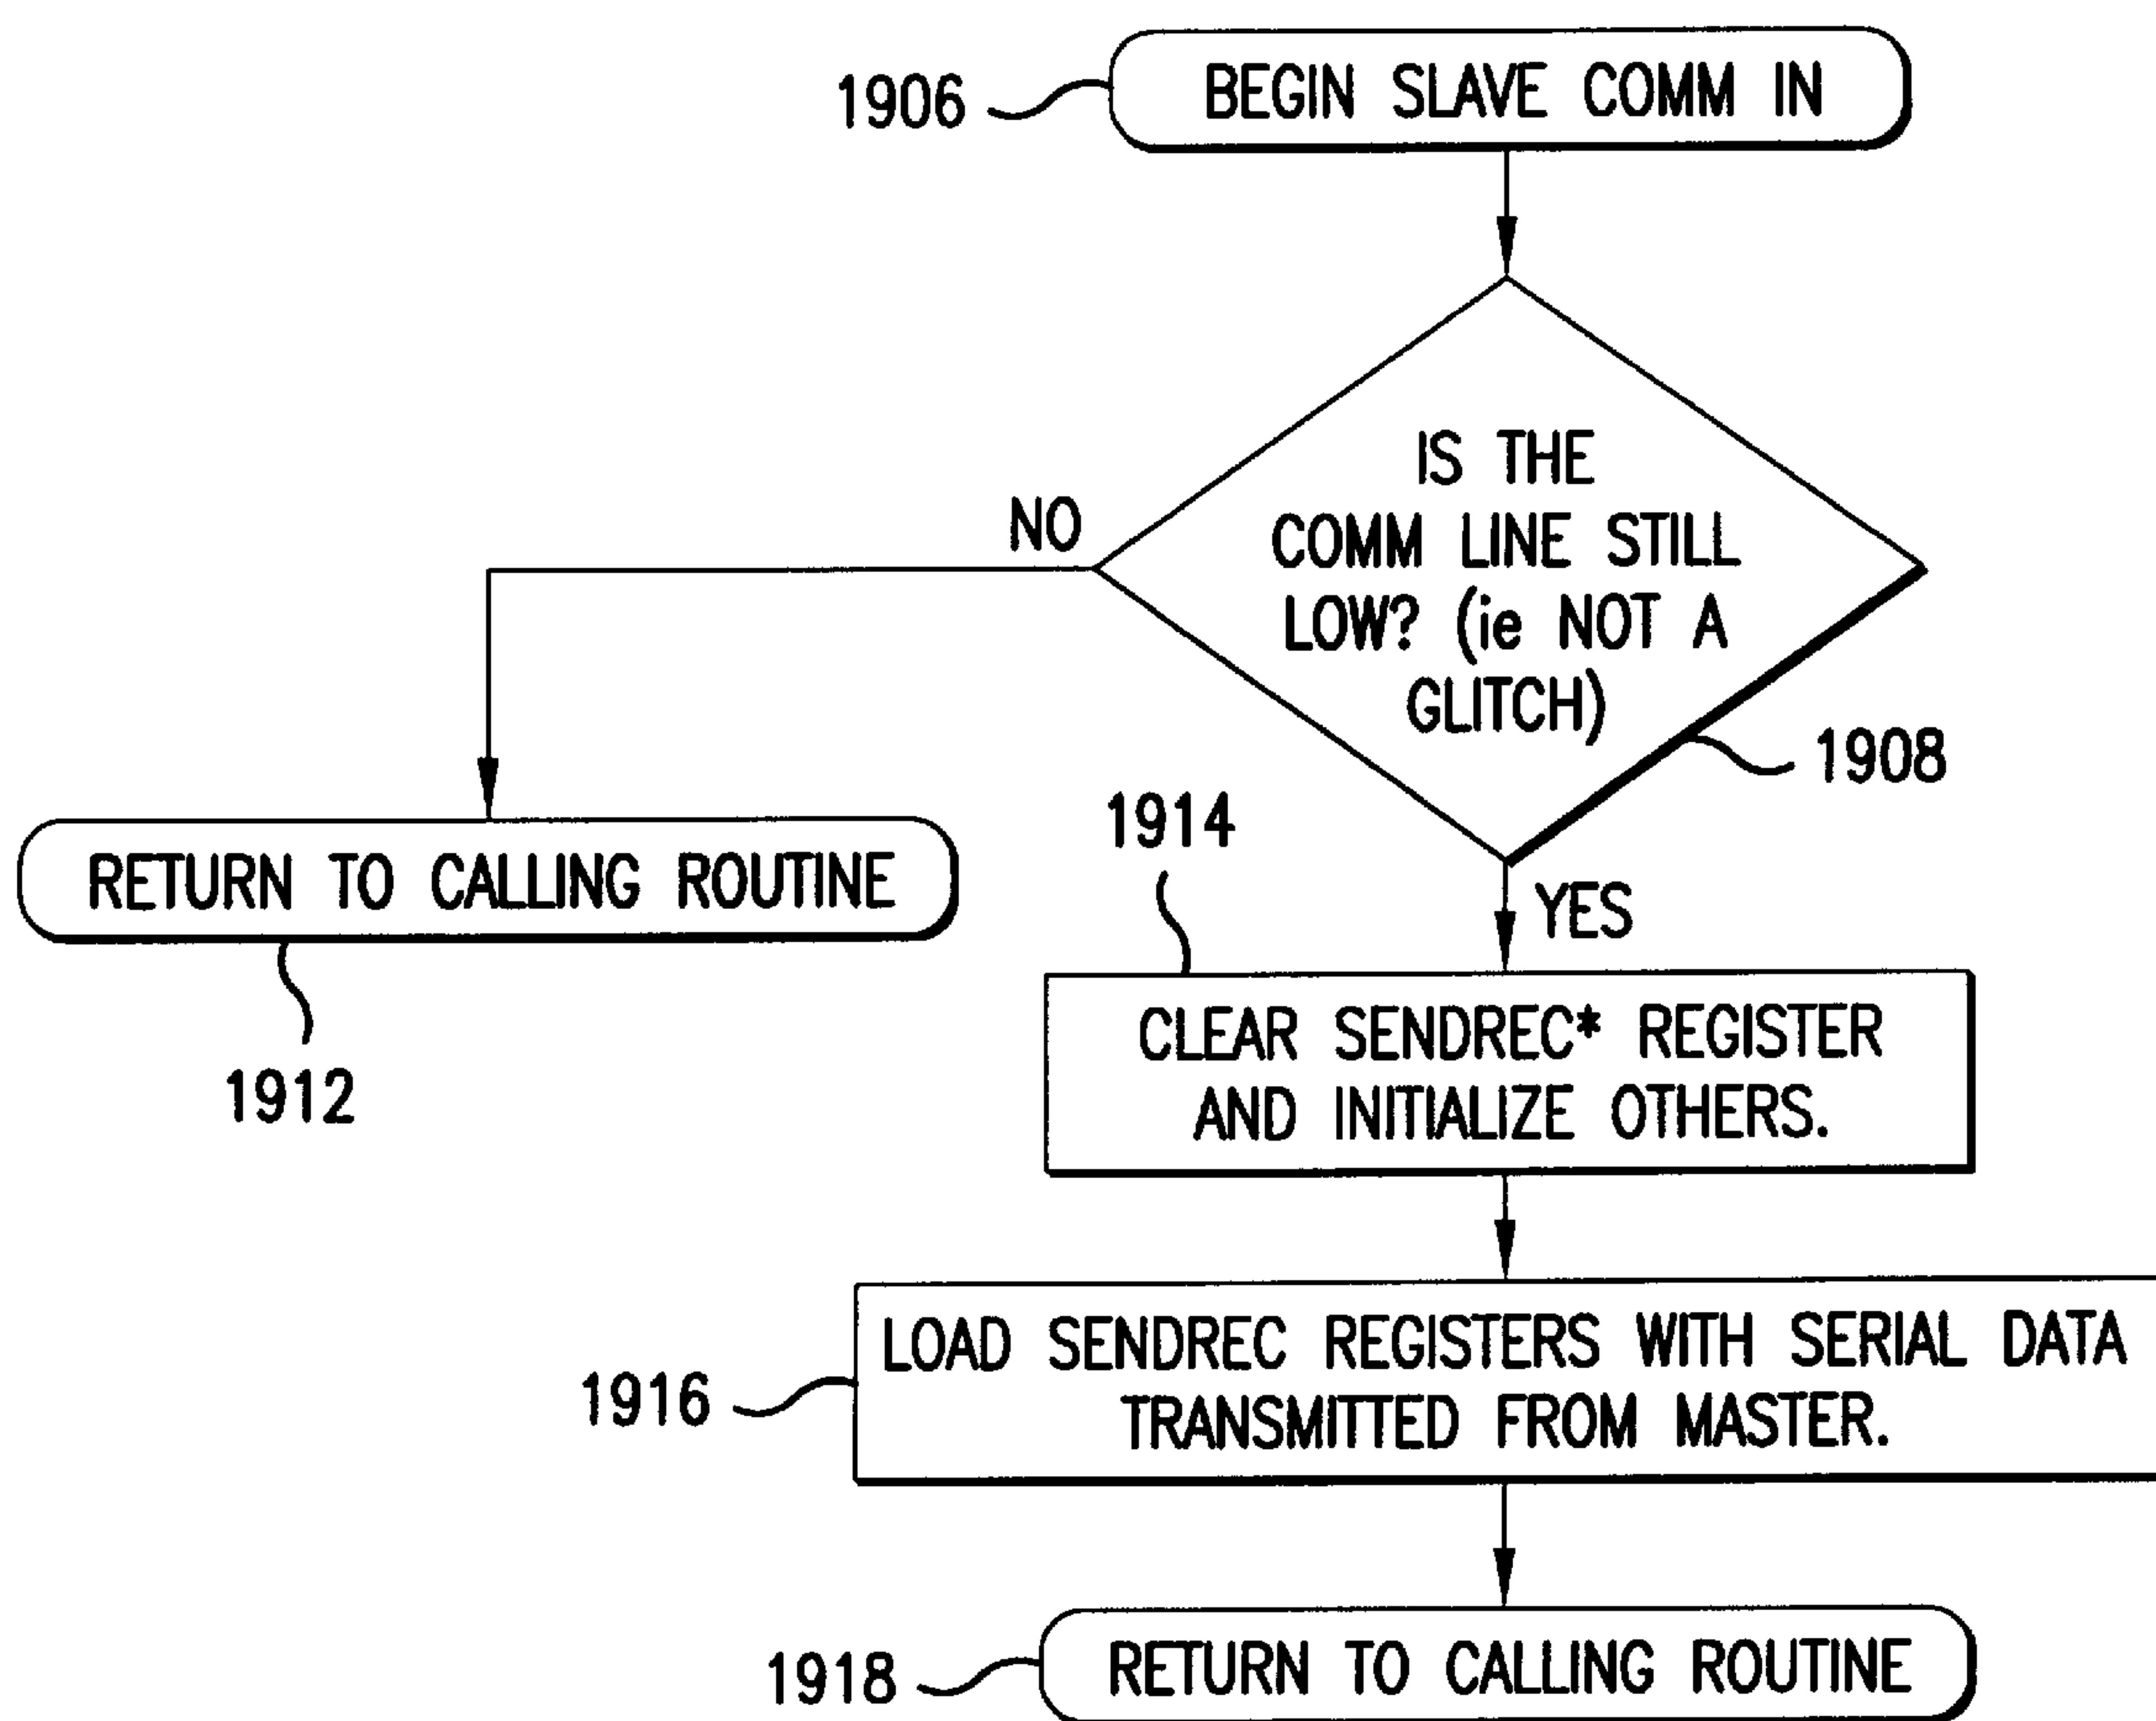 1906
BEGIN SLAVE COMM IN
IS THE
COMM LINE STILL
LOW? (ie NOT A
GLITCH)
NO
1908
RETURN TO CALLING ROUTINE
1912
YES
1914
CLEAR SENDREC* REGISTER
AND INITIALIZE OTHERS.
1916
LOAD SENDREC REGISTERS WITH SERIAL DATA
TRANSMITTED FROM MASTER.
1918
RETURN TO CALLING ROUTINE